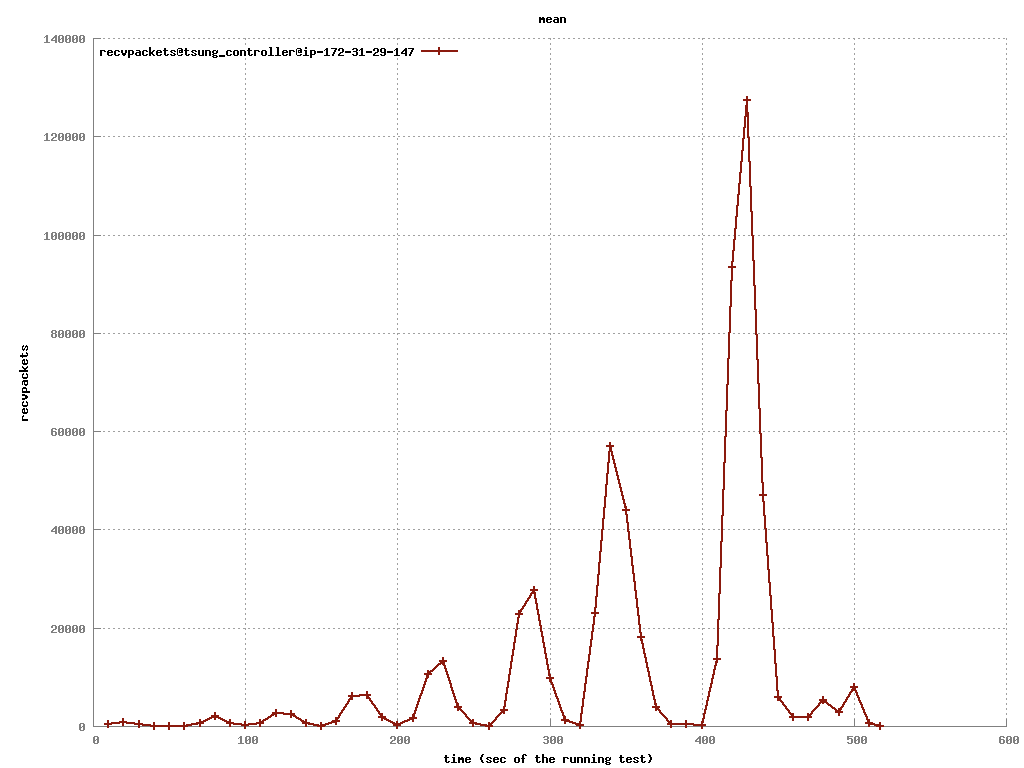 mean
recvpackets@tsung_controller@ip-172-31-29-147
140000
120000
100000
80000
60000
40000
20000
0
recvpackets
0 100 200 300 400 500 600
time (sec of the running test)